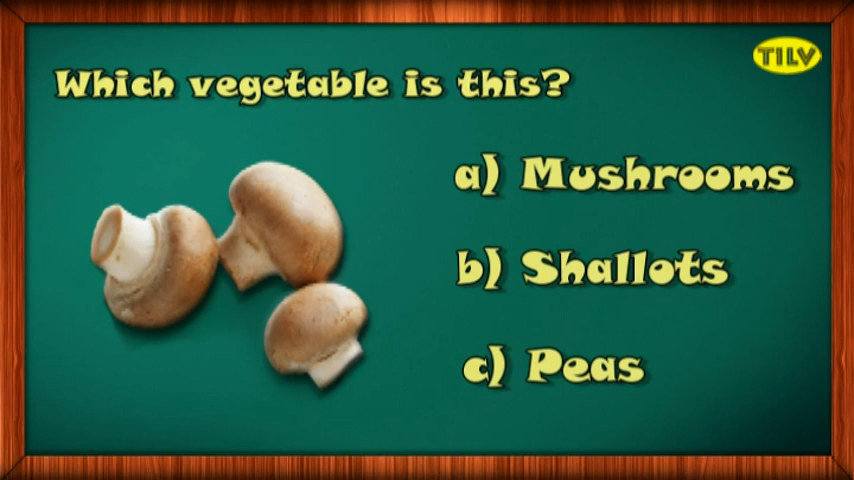 TILV
Which vegetable is this?
a) Mushrooms
b) Shallots
c) Peas